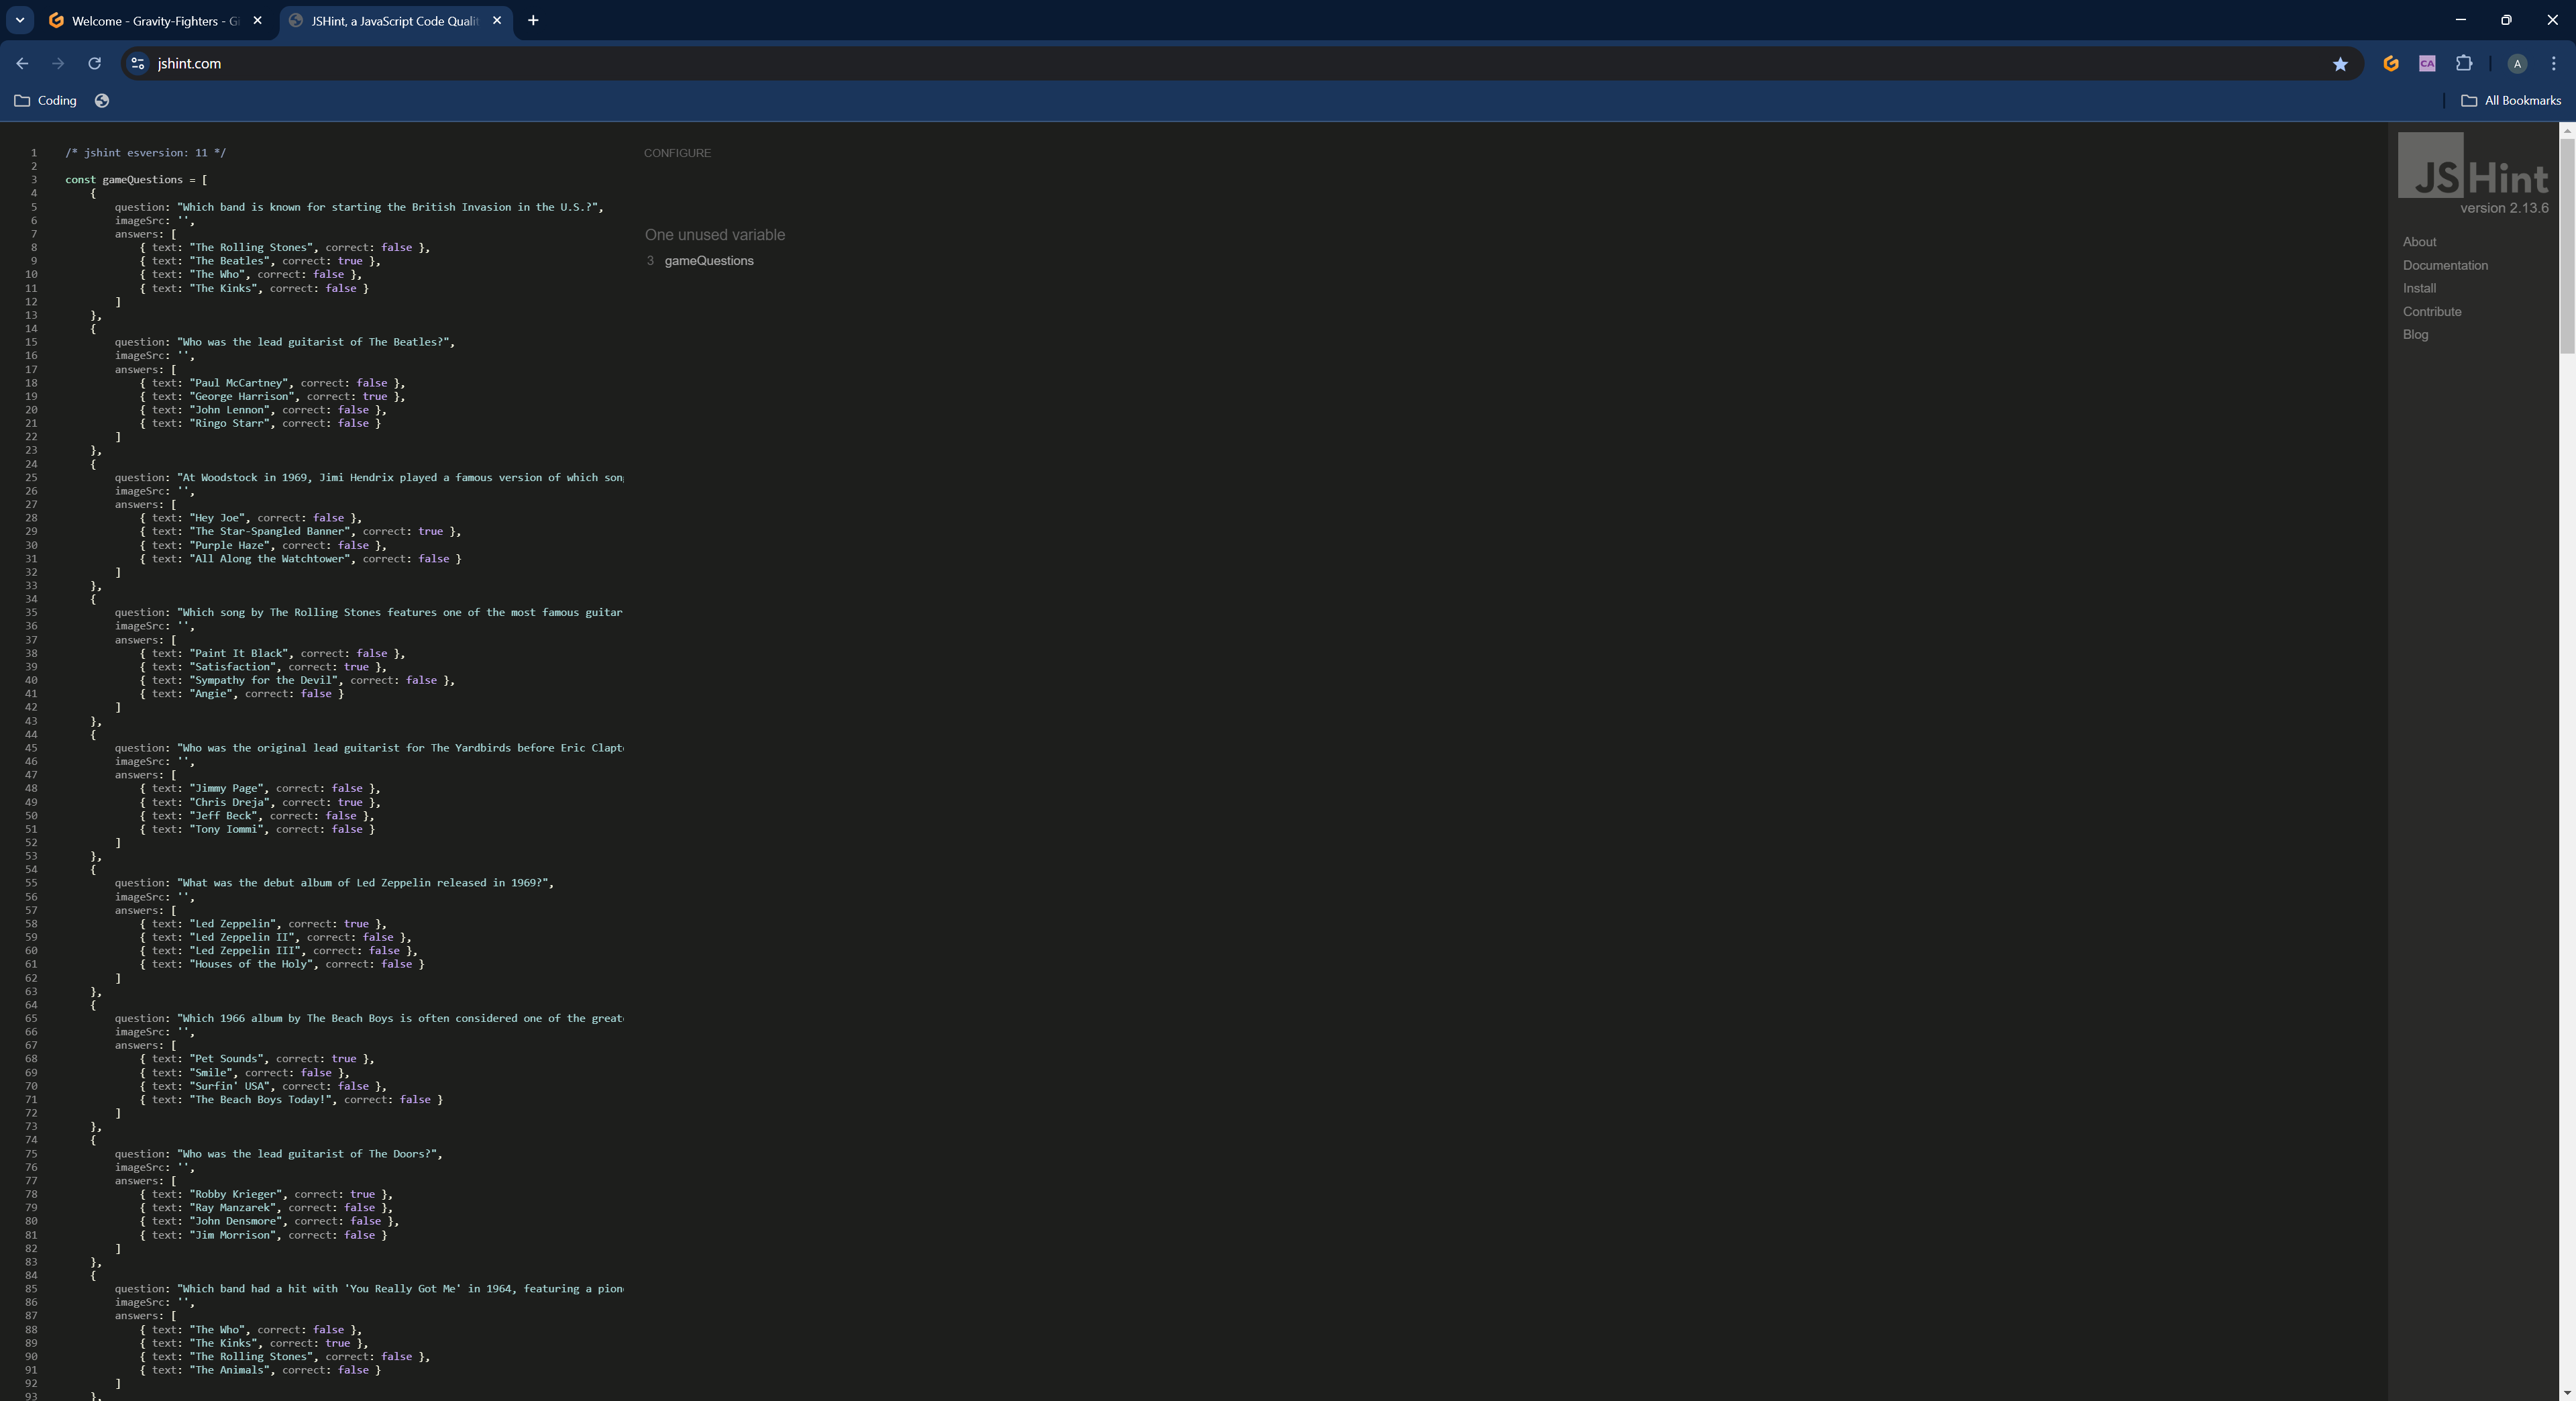 Welcome - Gravity-Fighters - Gi
JSHint, a JavaScript Code Qualit
jshint.com
CA
A
Coding
All Bookmarks
1 /* jshint esversion: 11 */
2
3 const gameQuestions = [
4 {
5 question: "Which band is known for starting the British Invasion in the U.S.?",
6 imageSrc: '',
7 answers: [
8 { text: "The Rolling Stones", correct: false },
9 { text: "The Beatles", correct: true },
10 { text: "The Who", correct: false },
11 { text: "The Kinks", correct: false }
12 ]
13 },
14 {
15 question: "Who was the lead guitarist of The Beatles?",
16 imageSrc: '',
17 answers: [
18 { text: "Paul McCartney", correct: false },
19 { text: "George Harrison", correct: true },
20 { text: "John Lennon", correct: false },
21 { text: "Ringo Starr", correct: false }
22 ]
23 },
24 {
25 question: "At Woodstock in 1969, Jimi Hendrix played a famous version of which son
26 imageSrc: '',
27 answers: [
28 { text: "Hey Joe", correct: false },
29 { text: "The Star-Spangled Banner", correct: true },
30 { text: "Purple Haze", correct: false },
31 { text: "All Along the Watchtower", correct: false }
32 ]
33 },
34 {
35 question: "Which song by The Rolling Stones features one of the most famous guitar
36 imageSrc: '',
37 answers: [
38 { text: "Paint It Black", correct: false },
39 { text: "Satisfaction", correct: true },
40 { text: "Sympathy for the Devil", correct: false },
41 { text: "Angie", correct: false }
42 ]
43 },
44 {
45 question: "Who was the original lead guitarist for The Yardbirds before Eric Clapt
46 imageSrc: '',
47 answers: [
48 { text: "Jimmy Page", correct: false },
49 { text: "Chris Dreja", correct: true },
50 { text: "Jeff Beck", correct: false },
51 { text: "Tony Iommi", correct: false }
52 ]
53 },
54 {
55 question: "What was the debut album of Led Zeppelin released in 1969?",
56 imageSrc: '',
57 answers: [
58 { text: "Led Zeppelin", correct: true },
59 { text: "Led Zeppelin II", correct: false },
60 { text: "Led Zeppelin III", correct: false },
61 { text: "Houses of the Holy", correct: false }
62 ]
63 },
64 {
65 question: "Which 1966 album by The Beach Boys is often considered one of the great
66 imageSrc: '',
67 answers: [
68 { text: "Pet Sounds", correct: true },
69 { text: "Smile", correct: false },
70 { text: "Surfin' USA", correct: false },
71 { text: "The Beach Boys Today!", correct: false }
72 ]
73 },
74 {
75 question: "Who was the lead guitarist of The Doors?",
76 imageSrc: '',
77 answers: [
78 { text: "Robby Krieger", correct: true },
79 { text: "Ray Manzarek", correct: false },
80 { text: "John Densmore", correct: false },
81 { text: "Jim Morrison", correct: false }
82 ]
83 },
84 {
85 question: "Which band had a hit with 'You Really Got Me' in 1964, featuring a pion
86 imageSrc: '',
87 answers: [
88 { text: "The Who", correct: false },
89 { text: "The Kinks", correct: true },
90 { text: "The Rolling Stones", correct: false },
91 { text: "The Animals", correct: false }
92 ]
93 },
CONFIGURE
One unused variable
3 gameQuestions
JSHint
version 2.13.6
About
Documentation
Install
Contribute
Blog